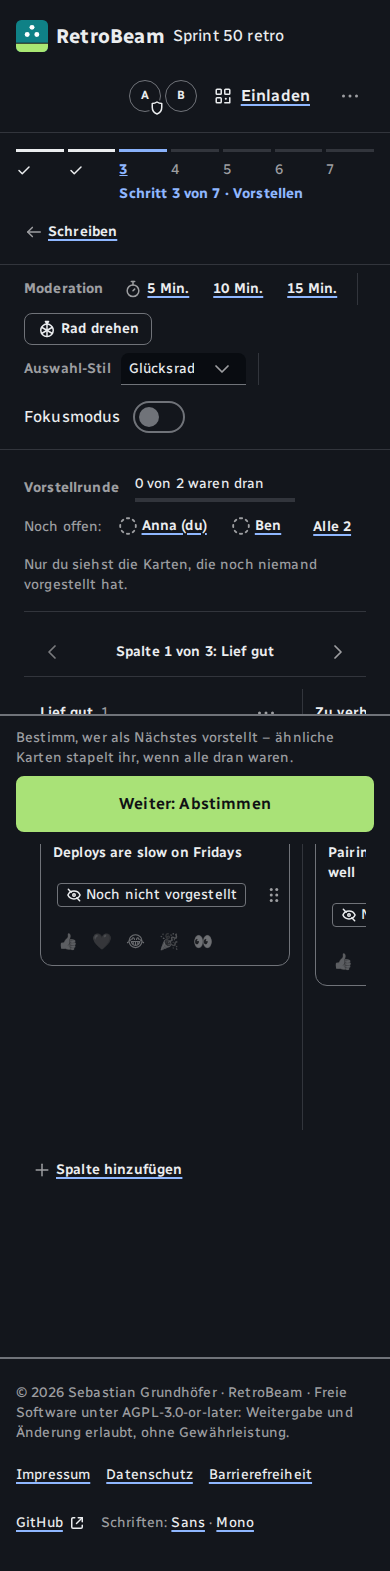 RetroBeam Sprint 50 retro
A B Einladen
3 4 5 6 7
Schritt 3 von 7 · Vorstellen
Schreiben
Moderation 5 Min. 10 Min. 15 Min.
Rad drehen
Auswahl-Stil Glücksrad
Fokusmodus
Vorstellrunde 0 von 2 waren dran
Noch offen: Anna (du) Ben Alle 2
Nur du siehst die Karten, die noch niemand
vorgestellt hat.
Spalte 1 von 3: Lief gut
Lief gut 1
Bestimm, wer als Nächstes vorstellt – ähnliche
Karten stapelt ihr, wenn alle dran waren.
Weiter: Abstimmen
Deploys are slow on Fridays
well
Noch nicht vorgestellt
Spalte hinzufügen
© 2026 Sebastian Grundhöfer · RetroBeam · Freie
Software unter AGPL-3.0-or-later: Weitergabe und
Änderung erlaubt, ohne Gewährleistung.
Impressum Datenschutz Barrierefreiheit
GitHub Schriften: Sans · Mono